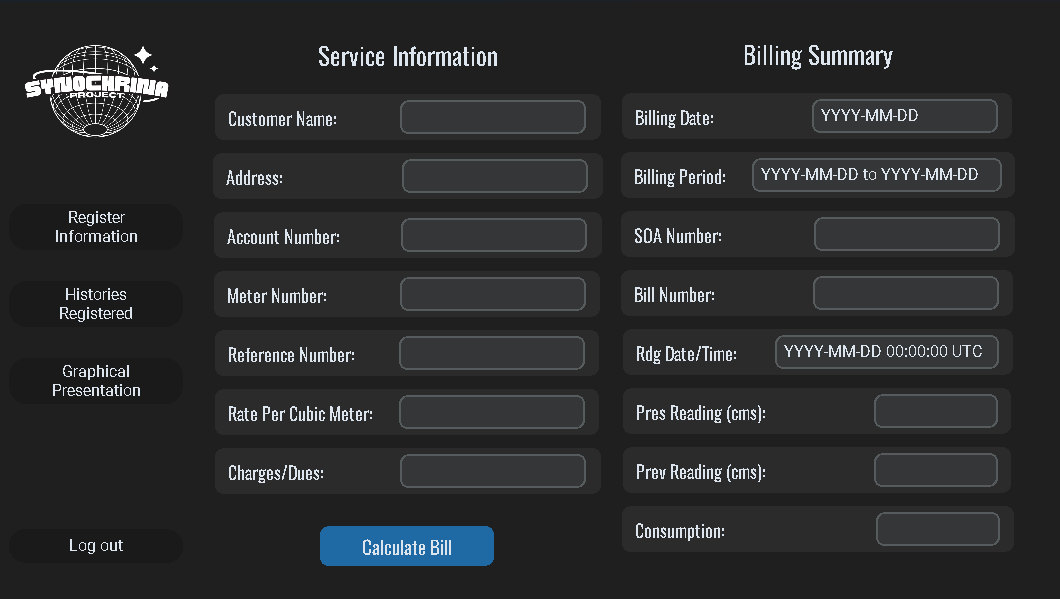 SYNOCHRINA
PROJECT
Register
Information
Histories
Registered
Graphical
Presentation
Log out
Service Information
Customer Name:
Address:
Account Number:
Meter Number:
Reference Number:
Rate Per Cubic Meter:
Charges/Dues:
Calculate Bill
Billing Summary
Billing Date: YYYY-MM-DD
Billing Period: YYYY-MM-DD to YYYY-MM-DD
SOA Number:
Bill Number:
Rdg Date/Time: YYYY-MM-DD 00:00:00 UTC
Pres Reading (cms):
Prev Reading (cms):
Consumption: